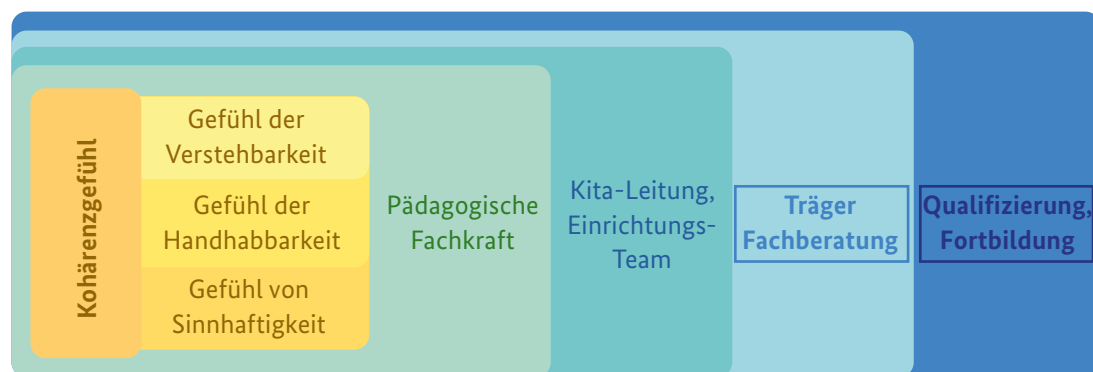 Kohärenzgefühl
Gefühl der
Verstehbarkeit
Gefühl der
Handhabbarkeit
Gefühl von
Sinnhaftigkeit
Pädagogische
Fachkraft
Kita-Leitung,
Einrichtungs-
Team
Träger
Fachberatung
Qualifizierung,
Fortbildung